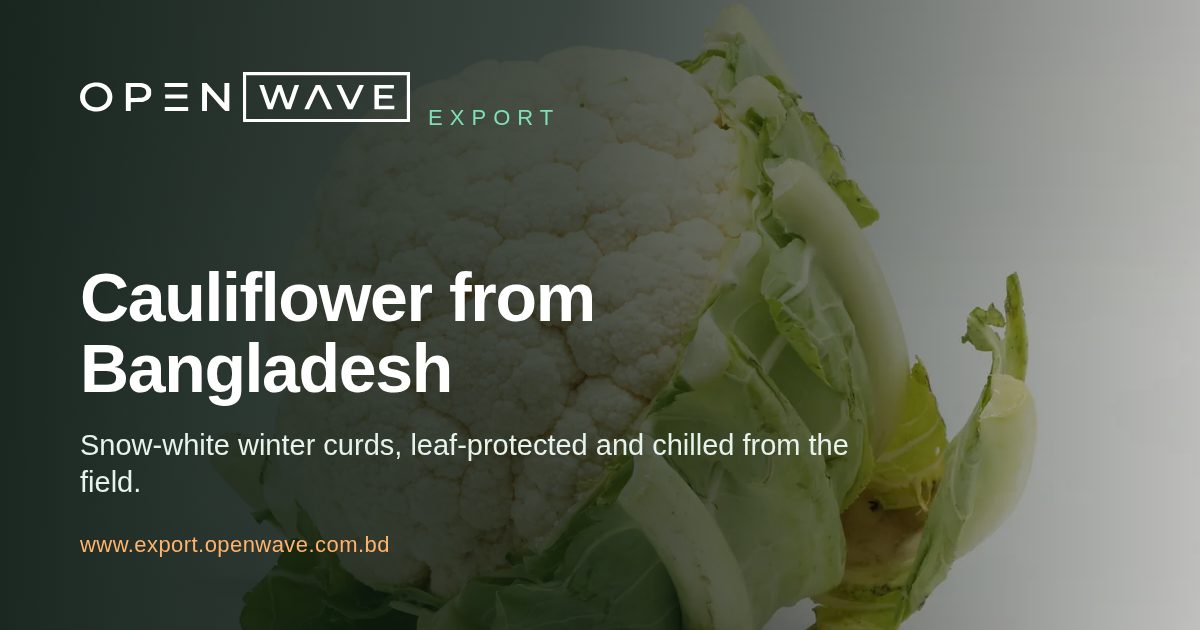 OPEN WAVE EXPORT
Cauliflower from
Bangladesh
Snow-white winter curds, leaf-protected and chilled from the
field.
www.export.openwave.com.bd